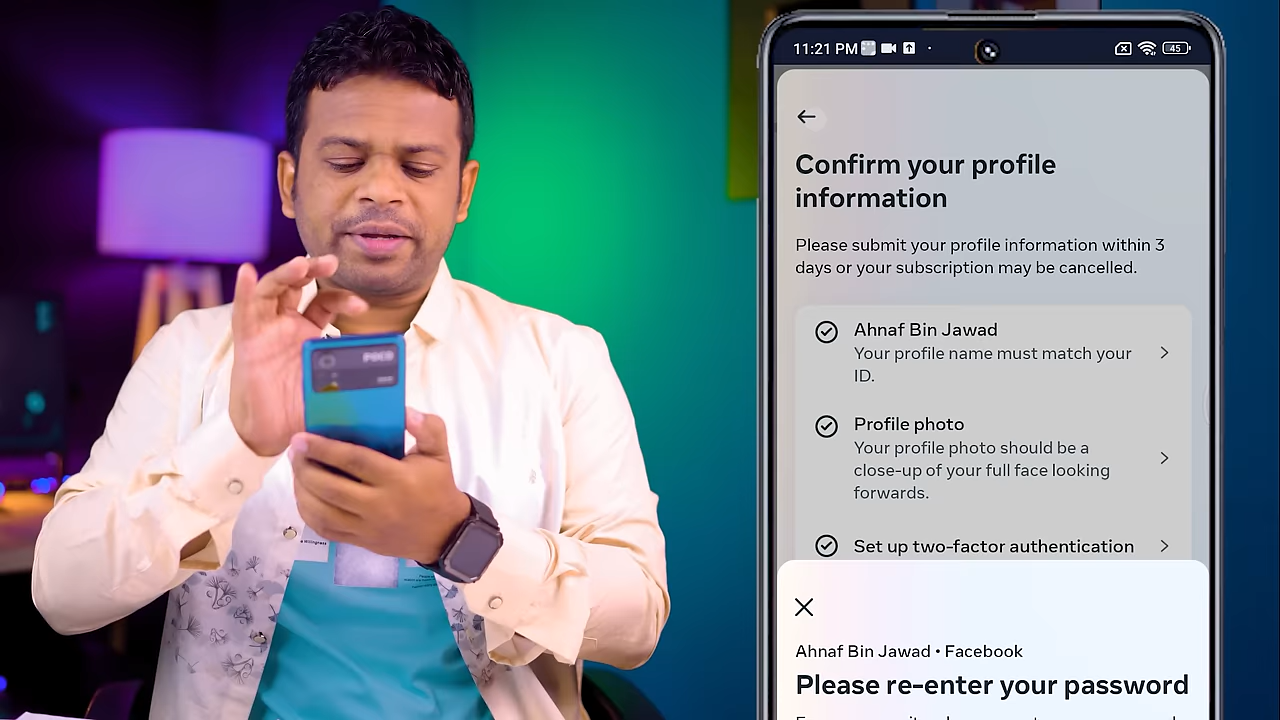 11:21 PM
45
Confirm your profile
information
Please submit your profile information within 3
days or your subscription may be cancelled.
Ahnaf Bin Jawad
Your profile name must match your
ID.
Profile photo
Your profile photo should be a
close-up of your full face looking
forwards.
Set up two-factor authentication
Ahnaf Bin Jawad • Facebook
Please re-enter your password
POCO